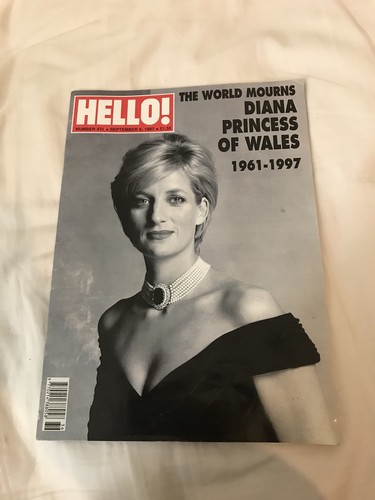 HELLO!
THE WORLD MOURNS
DIANA
PRINCESS
OF WALES
1961-1997